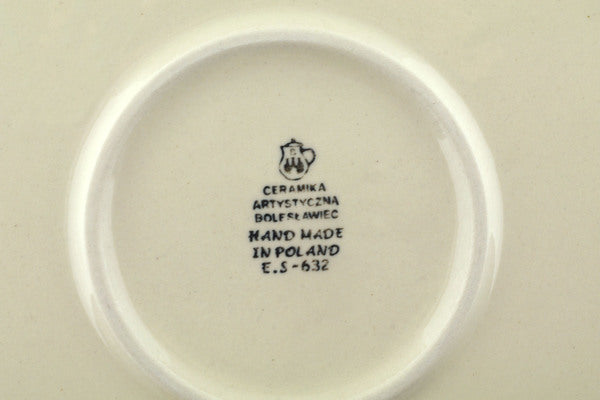 CERAMIKA
ARTYSTYCZNA
BOLESŁAWIEC
HAND MADE
IN POLAND
E.S-632